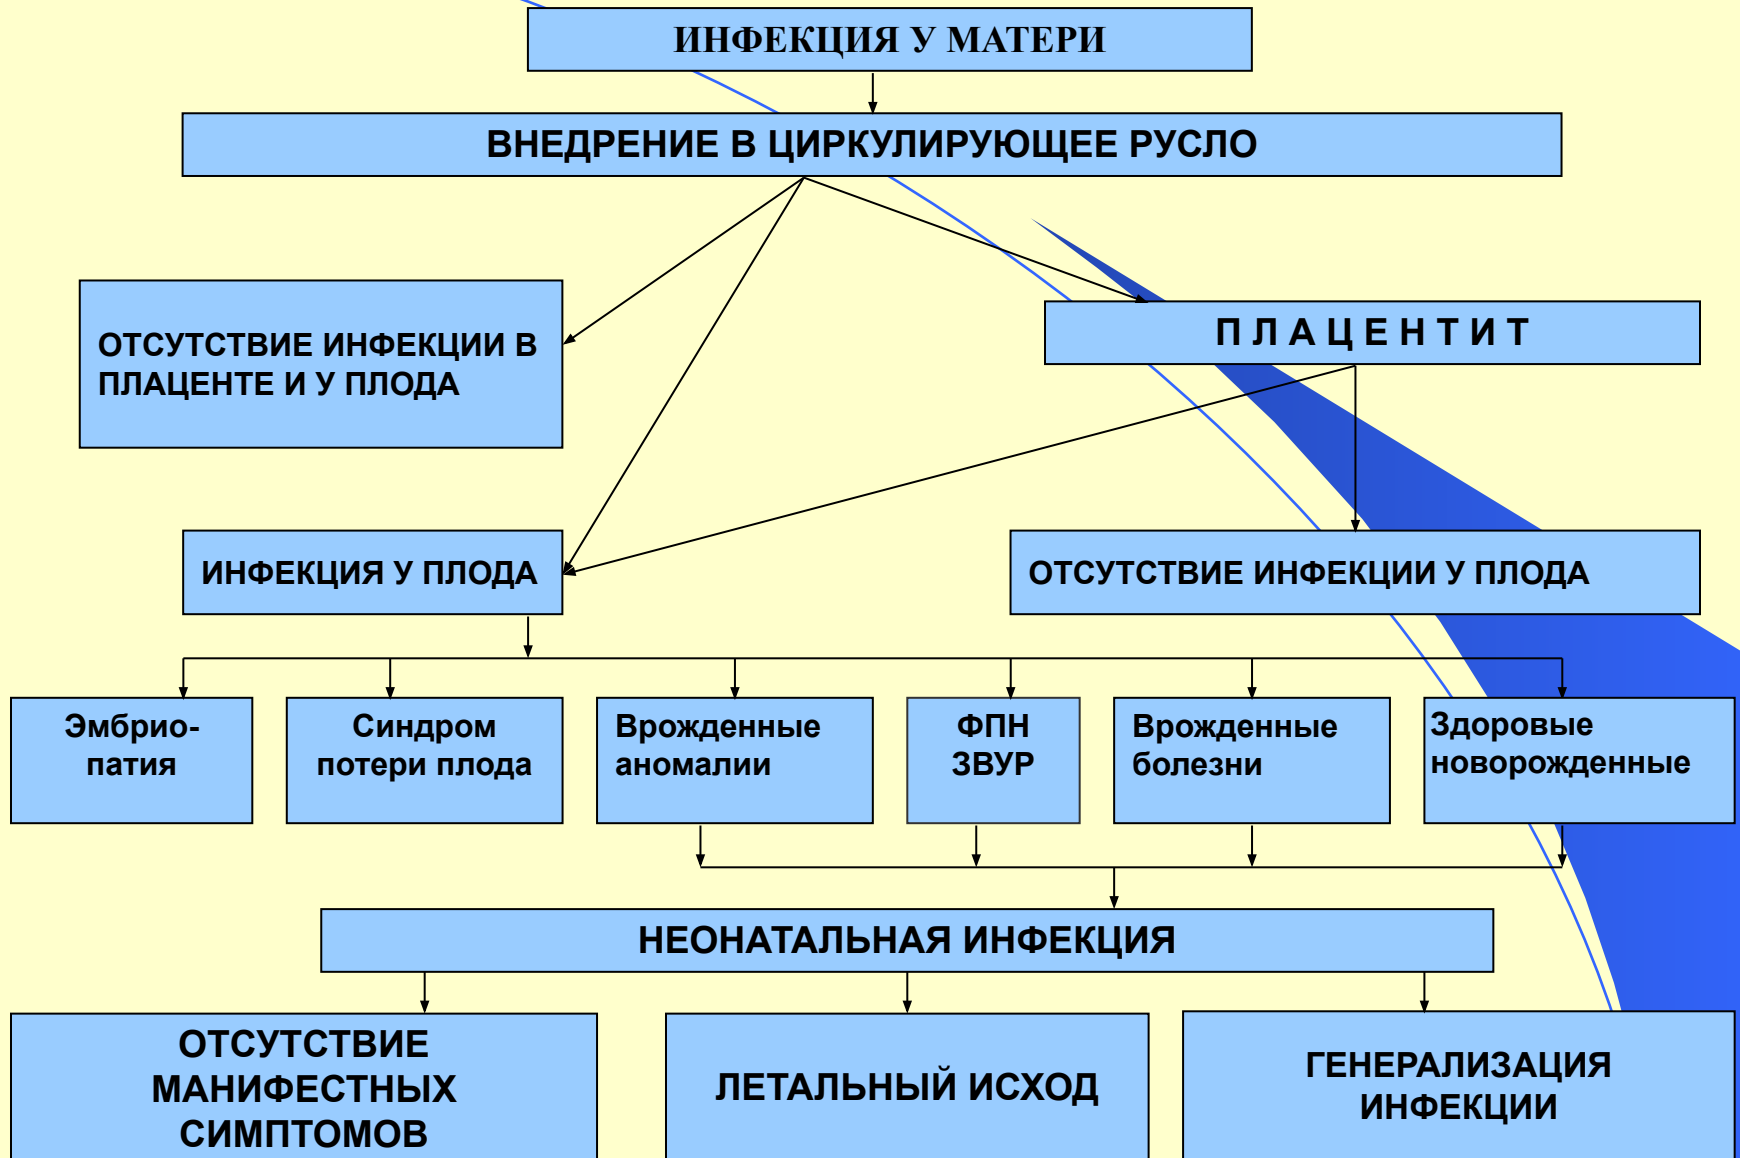 ИНФЕКЦИЯ У МАТЕРИ
ВНЕДРЕНИЕ В ЦИРКУЛИРУЮЩЕЕ РУСЛО
ОТСУТСТВИЕ ИНФЕКЦИИ В
ПЛАЦЕНТЕ И У ПЛОДА
П Л А Ц Е Н Т И Т
ИНФЕКЦИЯ У ПЛОДА
ОТСУТСТВИЕ ИНФЕКЦИИ У ПЛОДА
Эмбрио-
патия
Синдром
потери плода
Врожденные
аномалии
ФПН
ЗВУР
Врожденные
болезни
Здоровые
новорожденные
НЕОНАТАЛЬНАЯ ИНФЕКЦИЯ
ОТСУТСТВИЕ
МАНИФЕСТНЫХ
СИМПТОМОВ
ЛЕТАЛЬНЫЙ ИСХОД
ГЕНЕРАЛИЗАЦИЯ
ИНФЕКЦИИ